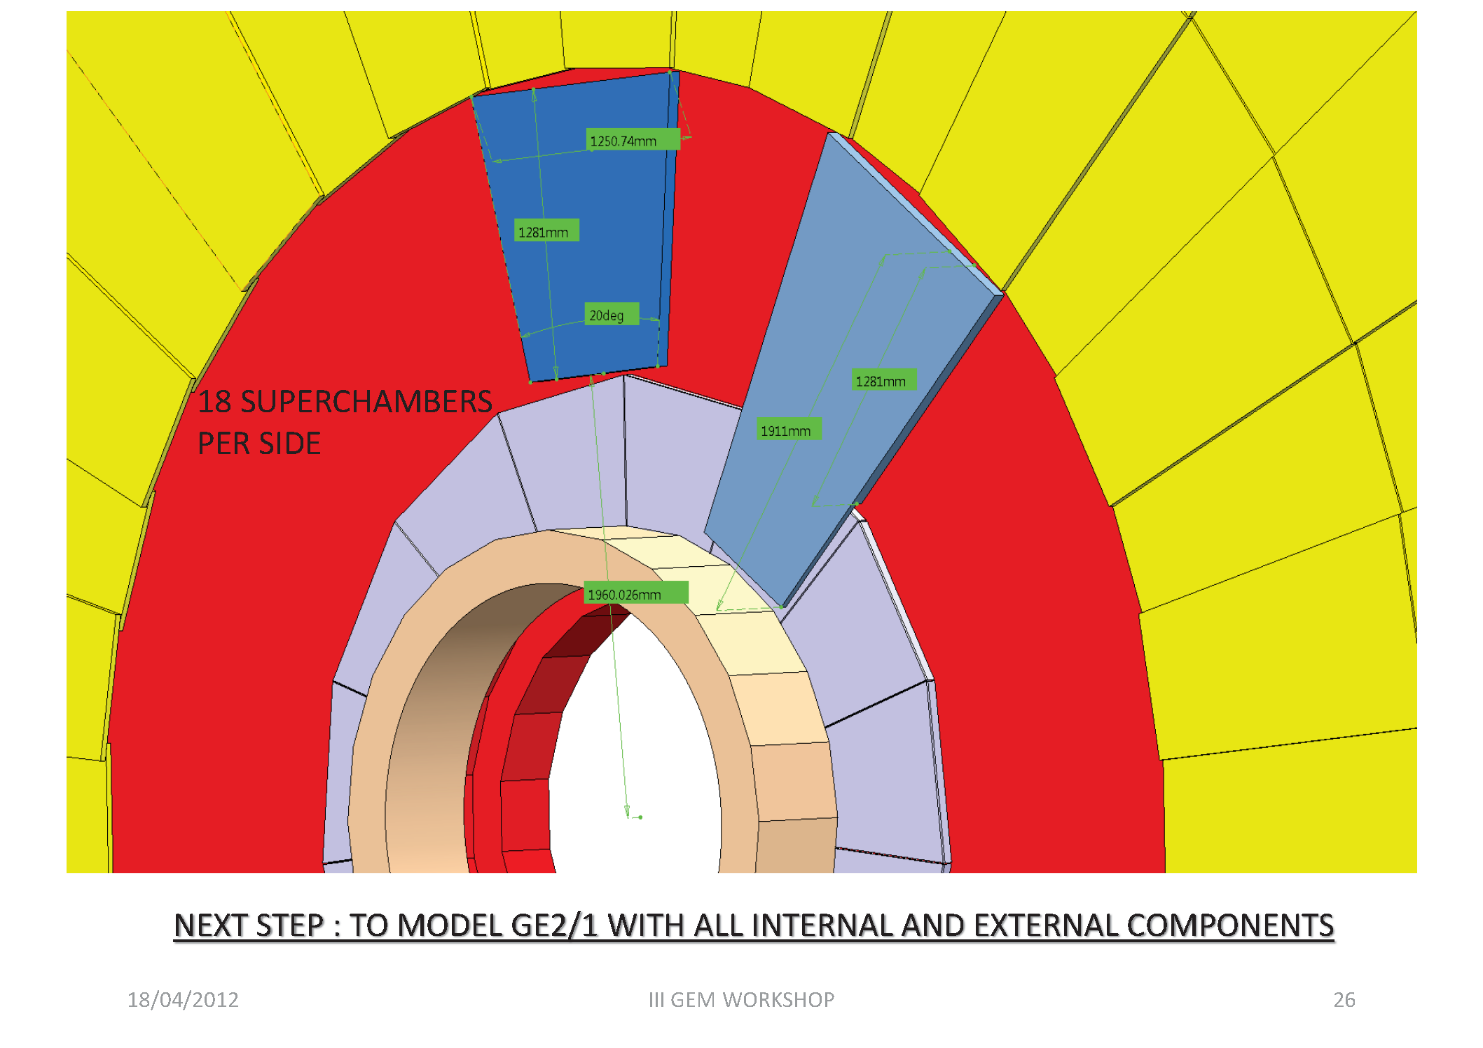 1250.74mm
1281mm
20deg
1281mm
18 SUPERCHAMBERS
PER SIDE
1911mm
1960.026mm
NEXT STEP : TO MODEL GE2/1 WITH ALL INTERNAL AND EXTERNAL COMPONENTS
18/04/2012
III GEM WORKSHOP
26